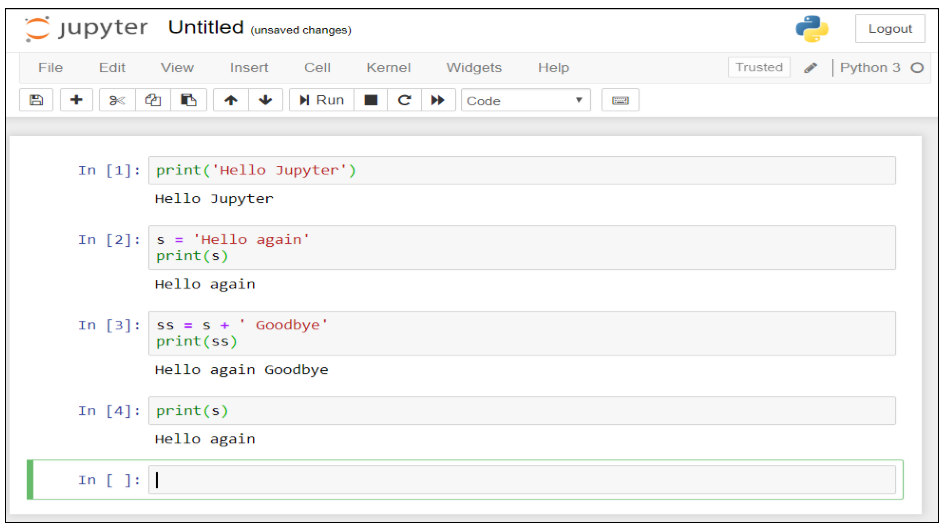 jupyter Untitled (unsaved changes) Logout
File Edit View Insert Cell Kernel Widgets Help Trusted Python 3
Run Code
In [1]: print('Hello Jupyter')
Hello Jupyter
In [2]: s = 'Hello again'
print(s)
Hello again
In [3]: ss = s + ' Goodbye'
print(ss)
Hello again Goodbye
In [4]: print(s)
Hello again
In [ ]: